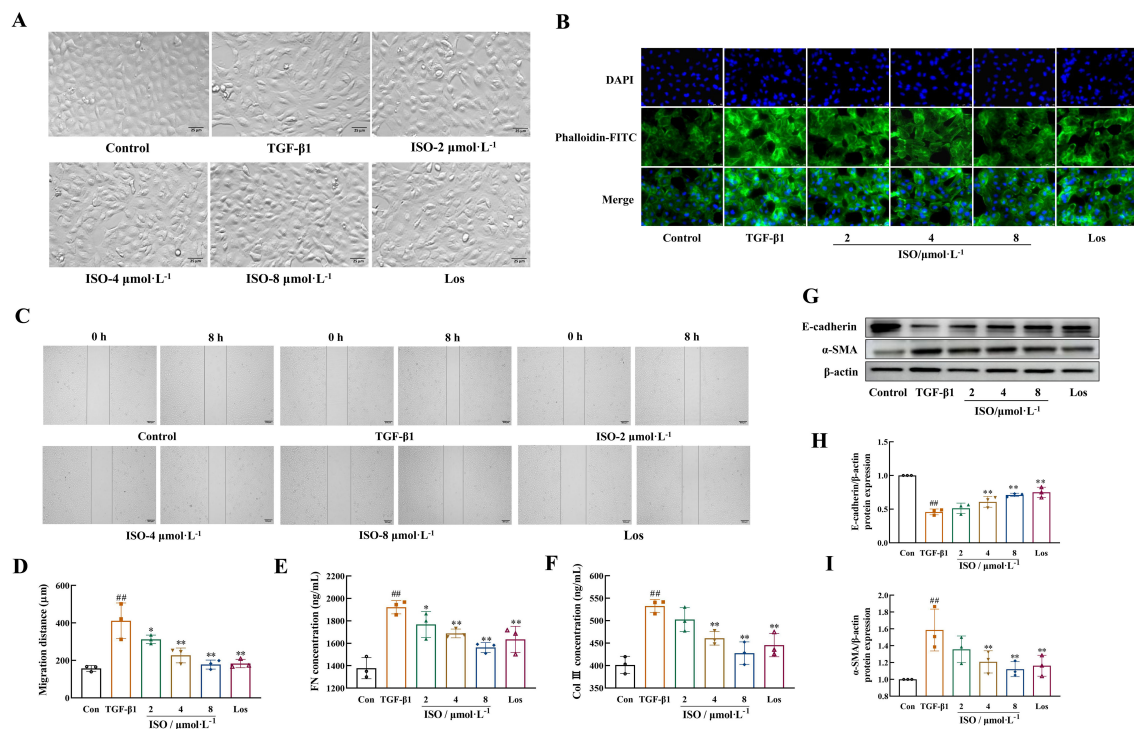 A
Control
TGF-β1
ISO-2 μmol·L⁻¹
ISO-4 μmol·L⁻¹
ISO-8 μmol·L⁻¹
Los
B
DAPI
Phalloidin-FITC
Merge
Control TGF-β1 2 4 8 Los
ISO/μmol·L⁻¹
C
0 h 8 h 0 h 8 h 0 h 8 h
Control TGF-β1 ISO-2 μmol·L⁻¹
ISO-4 μmol·L⁻¹ ISO-8 μmol·L⁻¹ Los
D
Migration distance (μm)
600
400
200
0
##
*
**
**
**
Con TGF-β1 2 4 8 Los
ISO / μmol·L⁻¹
E
FN concentration (ng/mL)
2200
2000
1800
1600
1400
1200
##
*
**
**
**
Con TGF-β1 2 4 8 Los
ISO / μmol·L⁻¹
F
Col Ⅲ concentration (ng/mL)
600
550
500
450
400
350
##
**
**
**
Con TGF-β1 2 4 8 Los
ISO / μmol·L⁻¹
G
E-cadherin
α-SMA
β-actin
Control TGF-β1 2 4 8 Los
ISO/μmol·L⁻¹
H
E-cadherin/β-actin
protein expression
1.5
1.0
0.5
0.0
##
**
**
**
Con TGF-β1 2 4 8 Los
ISO / μmol·L⁻¹
I
α-SMA/β-actin
protein expression
2.0
1.8
1.6
1.4
1.2
1.0
0.8
##
**
**
**
Con TGF-β1 2 4 8 Los
ISO / μmol·L⁻¹